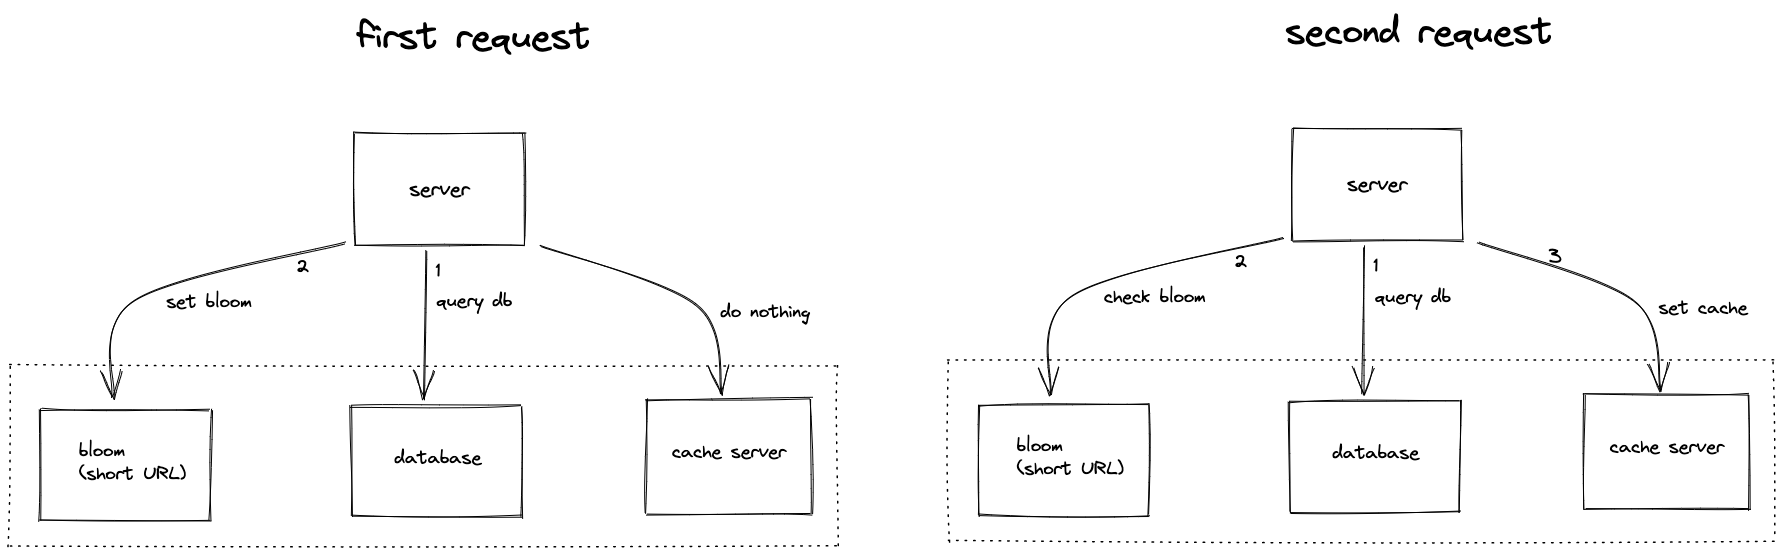 first request
server
2
1
set bloom
query db
do nothing
bloom
(short URL)
database
cache server
second request
server
2
1
3
check bloom
query db
set cache
bloom
(short URL)
database
cache server